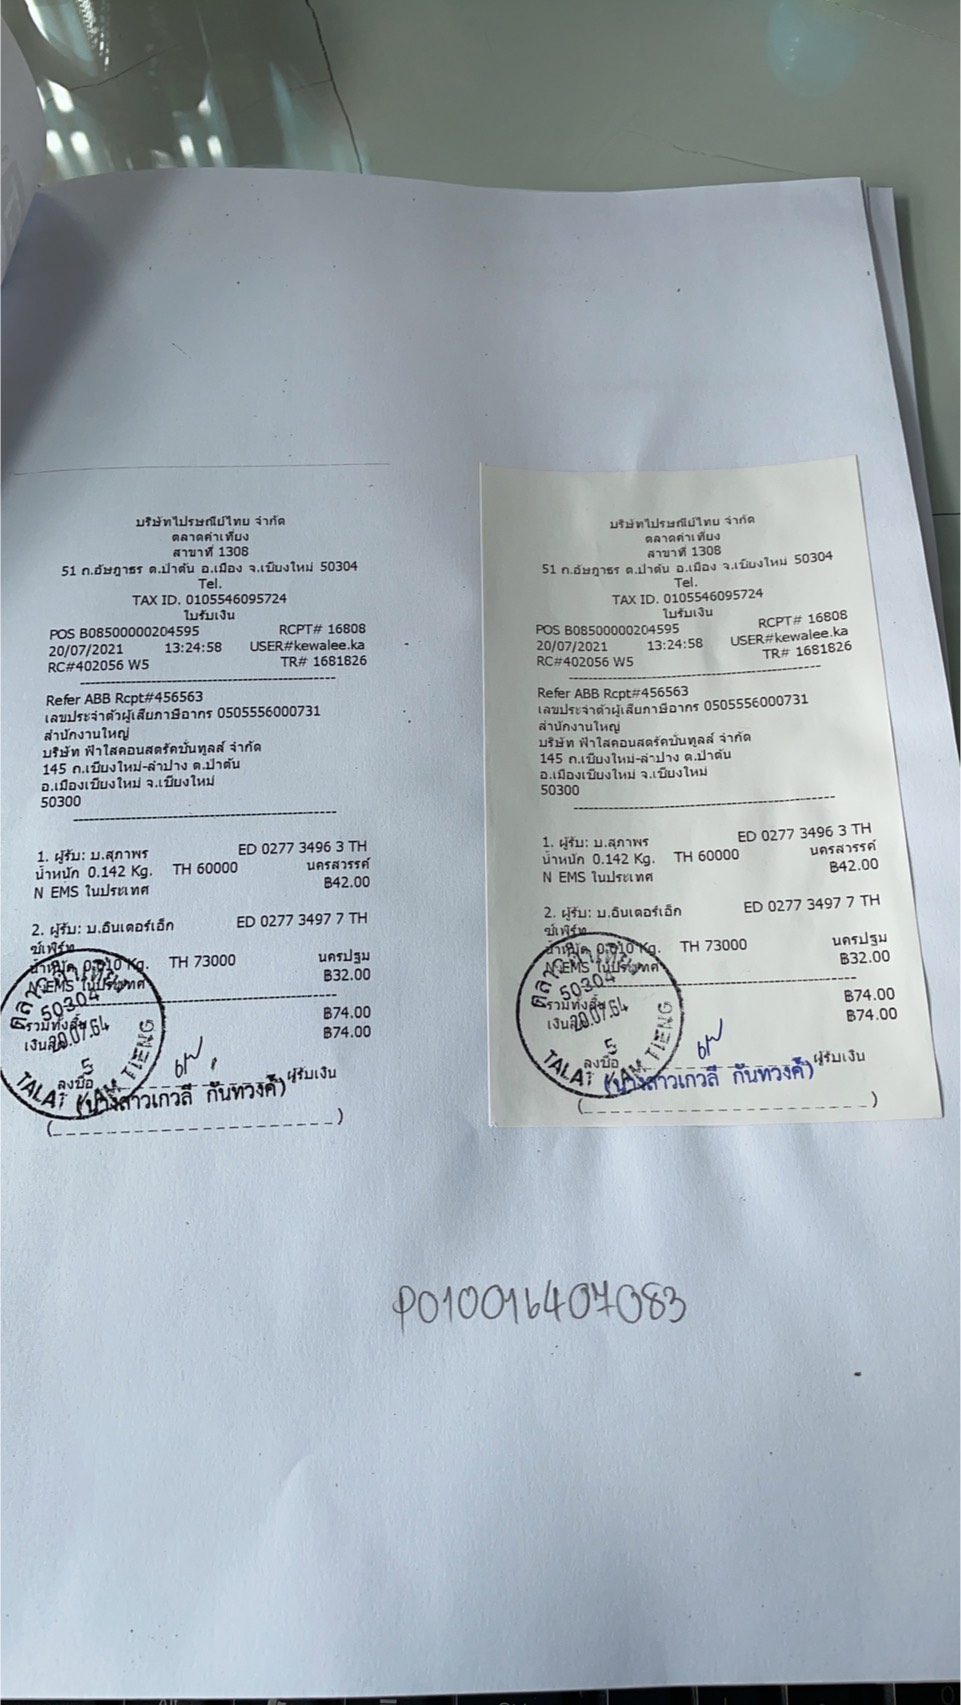 บริษัทไปรษณีย์ไทย จำกัด
ตลาดคำเที่ยง
สาขาที่ 1308
51 ถ.อัษฎาธร ต.ป่าตัน อ.เมือง จ.เชียงใหม่ 50304
Tel.
TAX ID. 0105546095724
ใบรับเงิน
POS B08500000204595 RCPT# 16808
20/07/2021 13:24:58 USER#kewalee.ka
RC#402056 W5 TR# 1681826
Refer ABB Rcpt#456563
เลขประจำตัวผู้เสียภาษีอากร 0505556000731
สำนักงานใหญ่
บริษัท ฟ้าใสคอนสตรัคชั่นทูลส์ จำกัด
145 ถ.เชียงใหม่-ลำปาง ต.ป่าตัน
อ.เมืองเชียงใหม่ จ.เชียงใหม่
50300
1. ผู้รับ: บ.สุภาพร ED 0277 3496 3 TH
น้ำหนัก 0.142 Kg. TH 60000 นครสวรรค์
N EMS ในประเทศ ฿42.00
2. ผู้รับ: บ.อินเตอร์เอ็ก ED 0277 3497 7 TH
ซ์เพิร์ท
น้ำหนัก 0.010 Kg. TH 73000 นครปฐม
N EMS ในประเทศ ฿32.00
รวมทั้งสิ้น ฿74.00
เงินสด ฿74.00
ลงชื่อ ผู้รับเงิน
(นางสาวเกวลี กันทวงค์)
50304
20.07.64
5
TALAT KAM TIENG
บริษัทไปรษณีย์ไทย จำกัด
ตลาดคำเที่ยง
สาขาที่ 1308
51 ถ.อัษฎาธร ต.ป่าตัน อ.เมือง จ.เชียงใหม่ 50304
Tel.
TAX ID. 0105546095724
ใบรับเงิน
POS B08500000204595 RCPT# 16808
20/07/2021 13:24:58 USER#kewalee.ka
RC#402056 W5 TR# 1681826
Refer ABB Rcpt#456563
เลขประจำตัวผู้เสียภาษีอากร 0505556000731
สำนักงานใหญ่
บริษัท ฟ้าใสคอนสตรัคชั่นทูลส์ จำกัด
145 ถ.เชียงใหม่-ลำปาง ต.ป่าตัน
อ.เมืองเชียงใหม่ จ.เชียงใหม่
50300
1. ผู้รับ: บ.สุภาพร ED 0277 3496 3 TH
น้ำหนัก 0.142 Kg. TH 60000 นครสวรรค์
N EMS ในประเทศ ฿42.00
2. ผู้รับ: บ.อินเตอร์เอ็ก ED 0277 3497 7 TH
ซ์เพิร์ท
น้ำหนัก 0.010 Kg. TH 73000 นครปฐม
N EMS ในประเทศ ฿32.00
รวมทั้งสิ้น ฿74.00
เงินสด ฿74.00
ลงชื่อ ผู้รับเงิน
(นางสาวเกวลี กันทวงค์)
50304
20.07.64
5
TALAT KAM TIENG
P010016407083